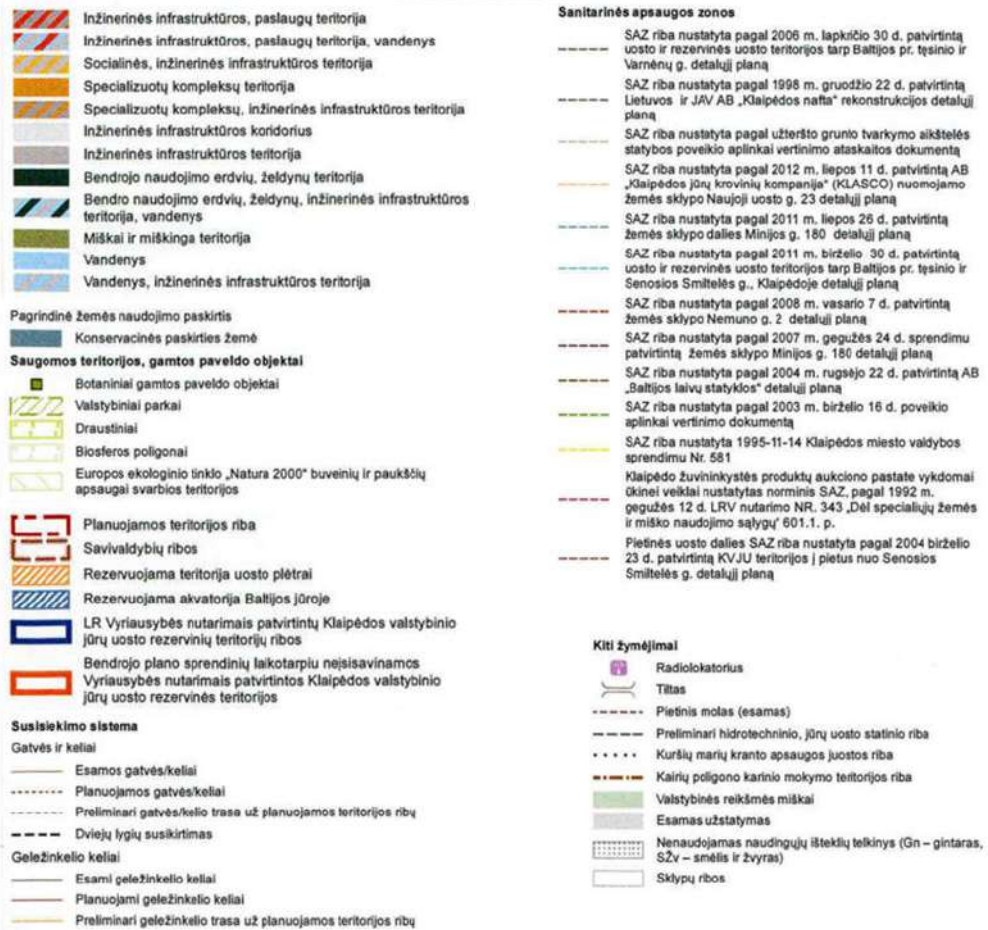 Inžinerinės infrastruktūros, paslaugų teritorija
Inžinerinės infrastruktūros, paslaugų teritorija, vandenys
Socialinės, inžinerinės infrastruktūros teritorija
Specializuotų kompleksų teritorija
Specializuotų kompleksų, inžinerinės infrastruktūros teritorija
Inžinerinės infrastruktūros koridorius
Inžinerinės infrastruktūros teritorija
Bendrojo naudojimo erdvių, želdynų teritorija
Bendro naudojimo erdvių, želdynų, inžinerinės infrastruktūros
teritorija, vandenys
Miškai ir miškinga teritorija
Vandenys
Vandenys, inžinerinės infrastruktūros teritorija
Pagrindinė žemės naudojimo paskirtis
Konservacinės paskirties žemė
Saugomos teritorijos, gamtos paveldo objektai
Botaniniai gamtos paveldo objektai
Valstybiniai parkai
Draustiniai
Biosferos poligonai
Europos ekologinio tinklo „Natura 2000" buveinių ir paukščių
apsaugai svarbios teritorijos
Planuojamos teritorijos riba
Savivaldybių ribos
Rezervuojama teritorija uosto plėtrai
Rezervuojama akvatorija Baltijos jūroje
LR Vyriausybės nutarimais patvirtintų Klaipėdos valstybinio
jūrų uosto rezervinių teritorijų ribos
Bendrojo plano sprendinių laikotarpiu neįsisavinamos
Vyriausybės nutarimais patvirtintos Klaipėdos valstybinio
jūrų uosto rezervinės teritorijos
Susisiekimo sistema
Gatvės ir keliai
Esamos gatvės/keliai
Planuojamos gatvės/keliai
Preliminari gatvės/kelio trasa už planuojamos teritorijos ribų
Dviejų lygių susikirtimas
Geležinkelio keliai
Esami geležinkelio keliai
Planuojami geležinkelio keliai
Preliminari geležinkelio trasa už planuojamos teritorijos ribų
Sanitarinės apsaugos zonos
SAZ riba nustatyta pagal 2006 m. lapkričio 30 d. patvirtintą
uosto ir rezervinės uosto teritorijos tarp Baltijos pr. tęsinio ir
Varnėnų g. detalųjį planą
SAZ riba nustatyta pagal 1998 m. gruodžio 22 d. patvirtintą
Lietuvos ir JAV AB „Klaipėdos nafta" rekonstrukcijos detalųjį
planą
SAZ riba nustatyta pagal užteršto grunto tvarkymo aikštelės
statybos poveikio aplinkai vertinimo ataskaitos dokumentą
SAZ riba nustatyta pagal 2012 m. liepos 11 d. patvirtintą AB
„Klaipėdos jūrų krovinių kompanija" (KLASCO) nuomojamo
žemės sklypo Naujoji uosto g. 23 detalųjį planą
SAZ riba nustatyta pagal 2011 m. liepos 26 d. patvirtintą
žemės sklypo dalies Minijos g. 180 detalųjį planą
SAZ riba nustatyta pagal 2011 m. birželio 30 d. patvirtintą
uosto ir rezervinės uosto teritorijos tarp Baltijos pr. tęsinio ir
Senosios Smiltelės g., Klaipėdoje detalųjį planą
SAZ riba nustatyta pagal 2008 m. vasario 7 d. patvirtintą
žemės sklypo Nemuno g. 2 detalųjį planą
SAZ riba nustatyta pagal 2007 m. gegužės 24 d. sprendimu
patvirtintą žemės sklypo Minijos g. 180 detalųjį planą
SAZ riba nustatyta pagal 2004 m. rugsėjo 22 d. patvirtintą AB
„Baltijos laivų statyklos" detalųjį planą
SAZ riba nustatyta pagal 2003 m. birželio 16 d. poveikio
aplinkai vertinimo dokumentą
SAZ riba nustatyta 1995-11-14 Klaipėdos miesto valdybos
sprendimu Nr. 581
Klaipėdo žuvininkystės produktų aukciono pastate vykdomai
ūkinei veiklai nustatytas norminis SAZ, pagal 1992 m.
gegužės 12 d. LRV nutarimo NR. 343 „Dėl specialiųjų žemės
ir miško naudojimo sąlygų' 601.1. p.
Pietinės uosto dalies SAZ riba nustatyta pagal 2004 birželio
23 d. patvirtintą KVJU teritorijos į pietus nuo Senosios
Smiltelės g. detalųjį planą
Kiti žymėjimai
Radiolokatorius
Tiltas
Pietinis molas (esamas)
Preliminari hidrotechninio, jūrų uosto statinio riba
Kuršių marių kranto apsaugos juostos riba
Kairių poligono karinio mokymo teritorijos riba
Valstybinės reikšmės miškai
Esamas užstatymas
Nenaudojamas naudingųjų išteklių telkinys (Gn – gintaras,
SŽv – smėlis ir žvyras)
Sklypų ribos